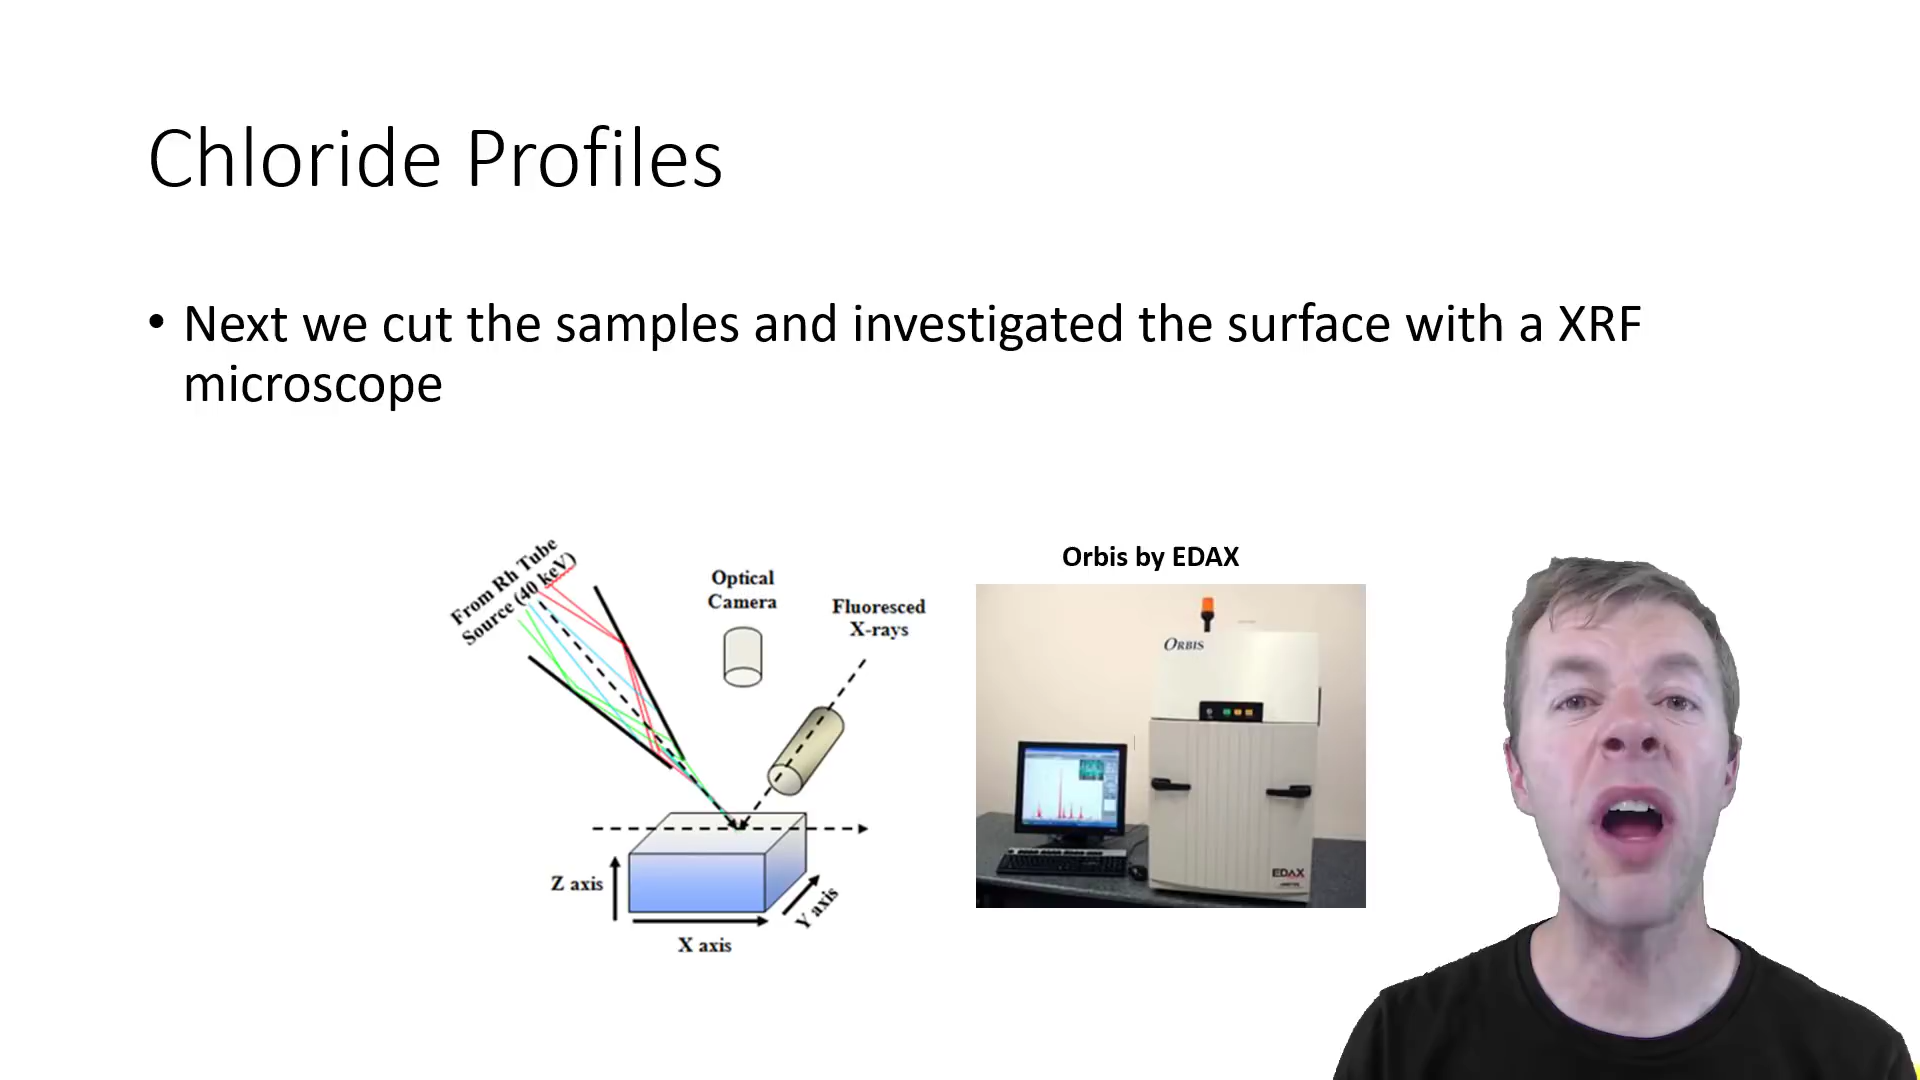 Chloride Profiles
• Next we cut the samples and investigated the surface with a XRF
microscope
From Rh Tube
Source (40 keV)
Optical
Camera
Fluoresced
X-rays
Z axis
Y axis
X axis
Orbis by EDAX
ORBIS
EDAX